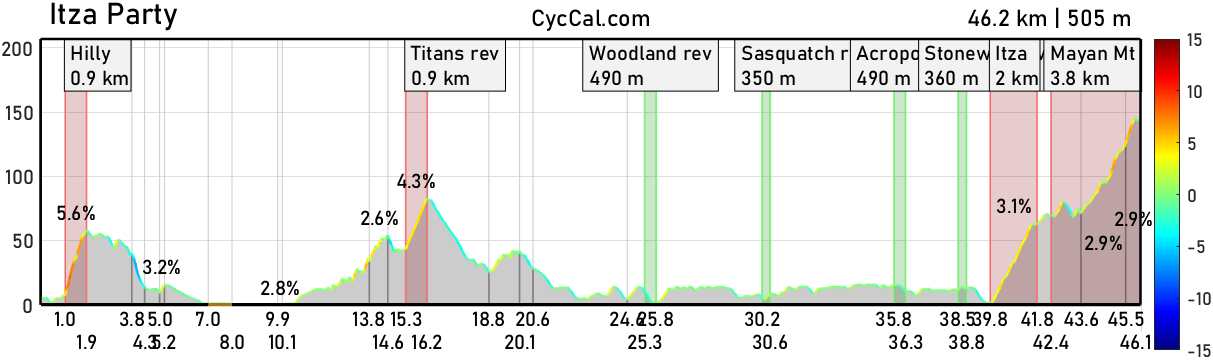 Itza Party
CycCal.com
46.2 km | 505 m
Hilly
0.9 km
Titans rev
0.9 km
Woodland rev
490 m
Sasquatch r
350 m
Acropo
490 m
Stonew
360 m
Itza
2 km
Mayan Mt
3.8 km
200
150
100
50
0
5.6%
3.2%
2.8%
2.6%
4.3%
3.1%
2.9%
2.9%
1.0 3.8 5.0 7.0 9.9 13.8 15.3 18.8 20.6 24.6 25.8 30.2 35.8 38.5 39.8 41.8 43.6 45.5
1.9 4.3 5.2 8.0 10.1 14.6 16.2 20.1 25.3 30.6 36.3 38.8 42.4 46.1
15
10
5
0
−5
−10
−15